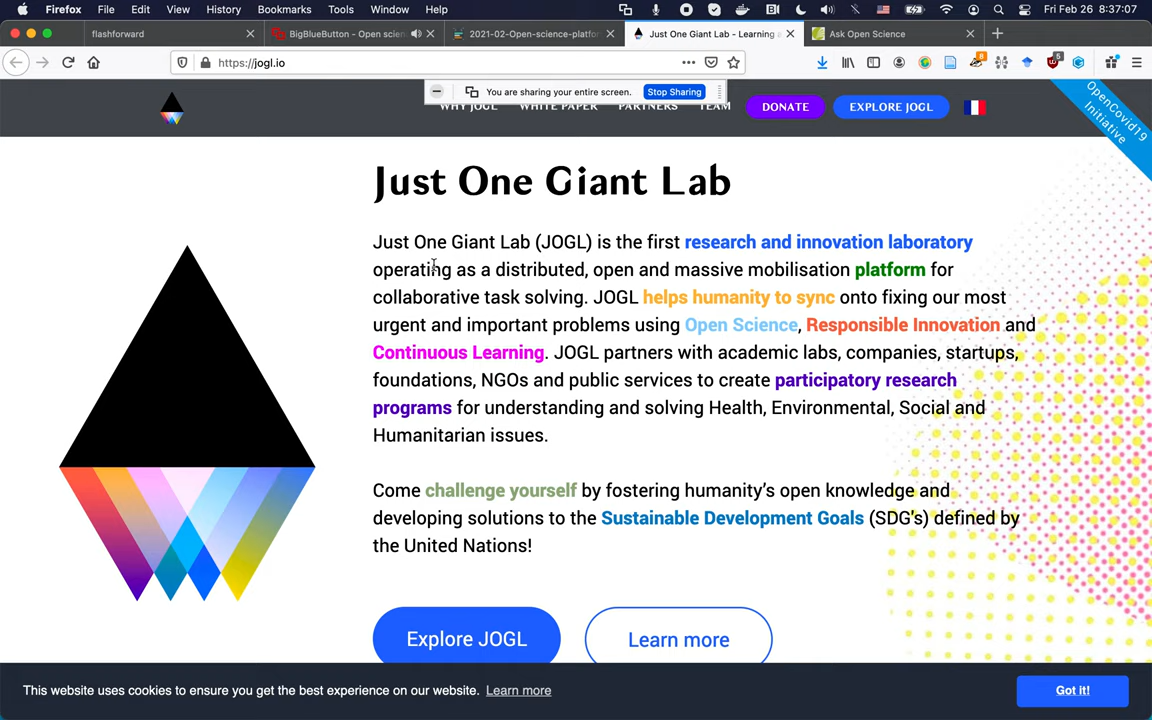 Firefox File Edit View History Bookmarks Tools Window Help Fri Feb 26 8:37:07
flashforward BigBlueButton - Open scien 2021-02-Open-science-platfor Just One Giant Lab - Learning Ask Open Science
https://jogl.io
You are sharing your entire screen. Stop Sharing
WHY JOGL WHITE PAPER PARTNERS TEAM DONATE EXPLORE JOGL
OpenCovid19
Initiative
Just One Giant Lab
Just One Giant Lab (JOGL) is the first research and innovation laboratory
operating as a distributed, open and massive mobilisation platform for
collaborative task solving. JOGL helps humanity to sync onto fixing our most
urgent and important problems using Open Science, Responsible Innovation and
Continuous Learning. JOGL partners with academic labs, companies, startups,
foundations, NGOs and public services to create participatory research
programs for understanding and solving Health, Environmental, Social and
Humanitarian issues.
Come challenge yourself by fostering humanity's open knowledge and
developing solutions to the Sustainable Development Goals (SDG's) defined by
the United Nations!
Explore JOGL Learn more
This website uses cookies to ensure you get the best experience on our website. Learn more Got it!